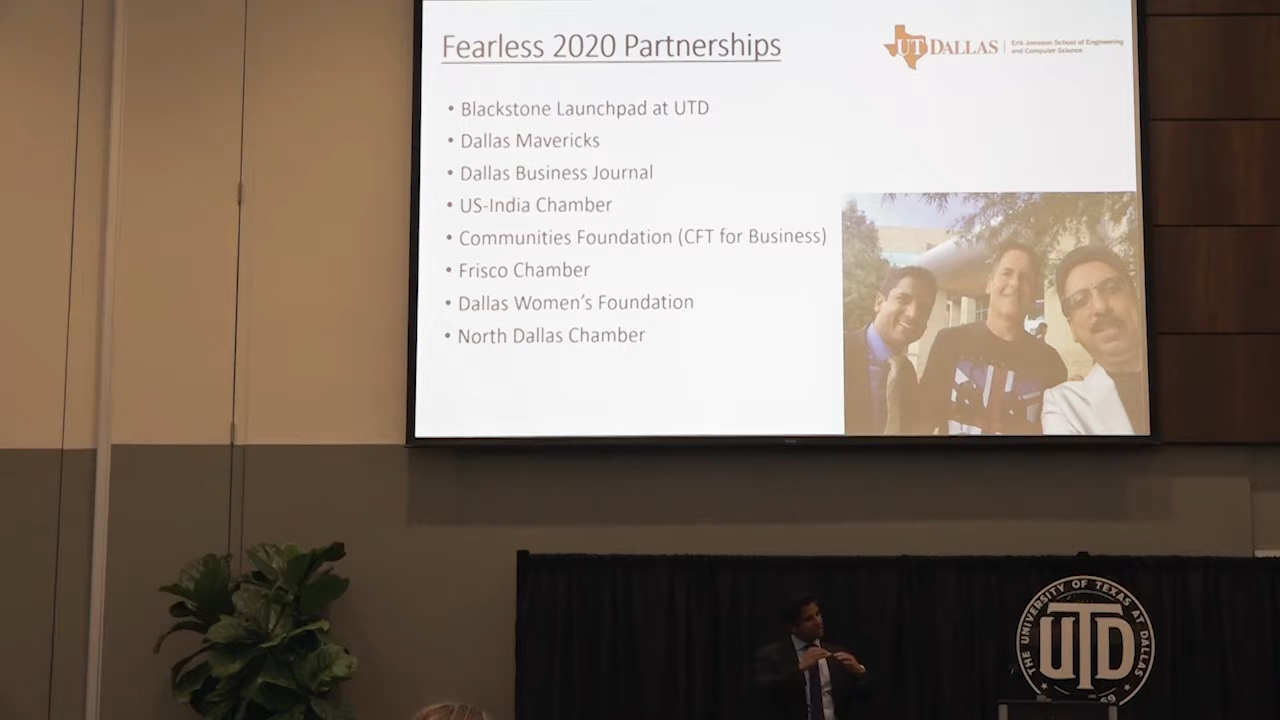 Fearless 2020 Partnerships
UT DALLAS
Erik Jonsson School of Engineering
and Computer Science
• Blackstone Launchpad at UTD
• Dallas Mavericks
• Dallas Business Journal
• US-India Chamber
• Communities Foundation (CFT for Business)
• Frisco Chamber
• Dallas Women's Foundation
• North Dallas Chamber
THE UNIVERSITY OF TEXAS AT DALLAS
UTD
69